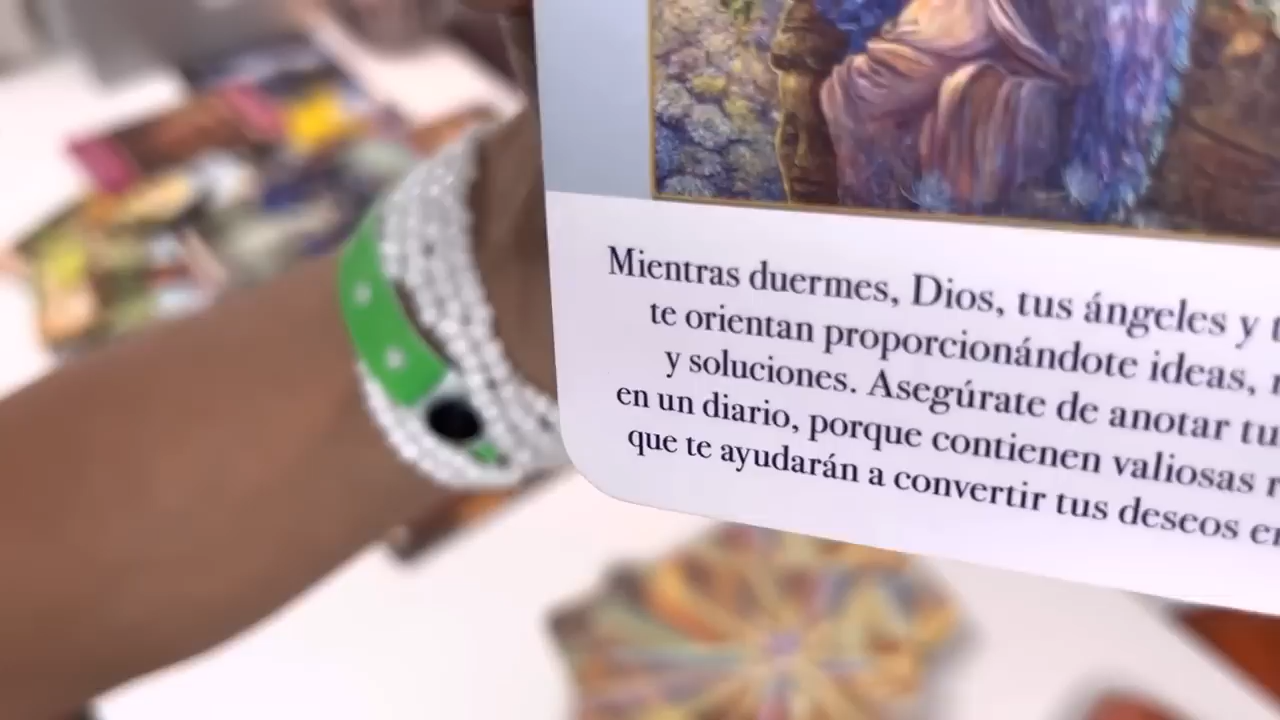 Mientras duermes, Dios, tus ángeles y
te orientan proporcionándote ideas,
y soluciones. Asegúrate de anotar
en un diario, porque contienen valiosas
que te ayudarán a convertir tus deseos